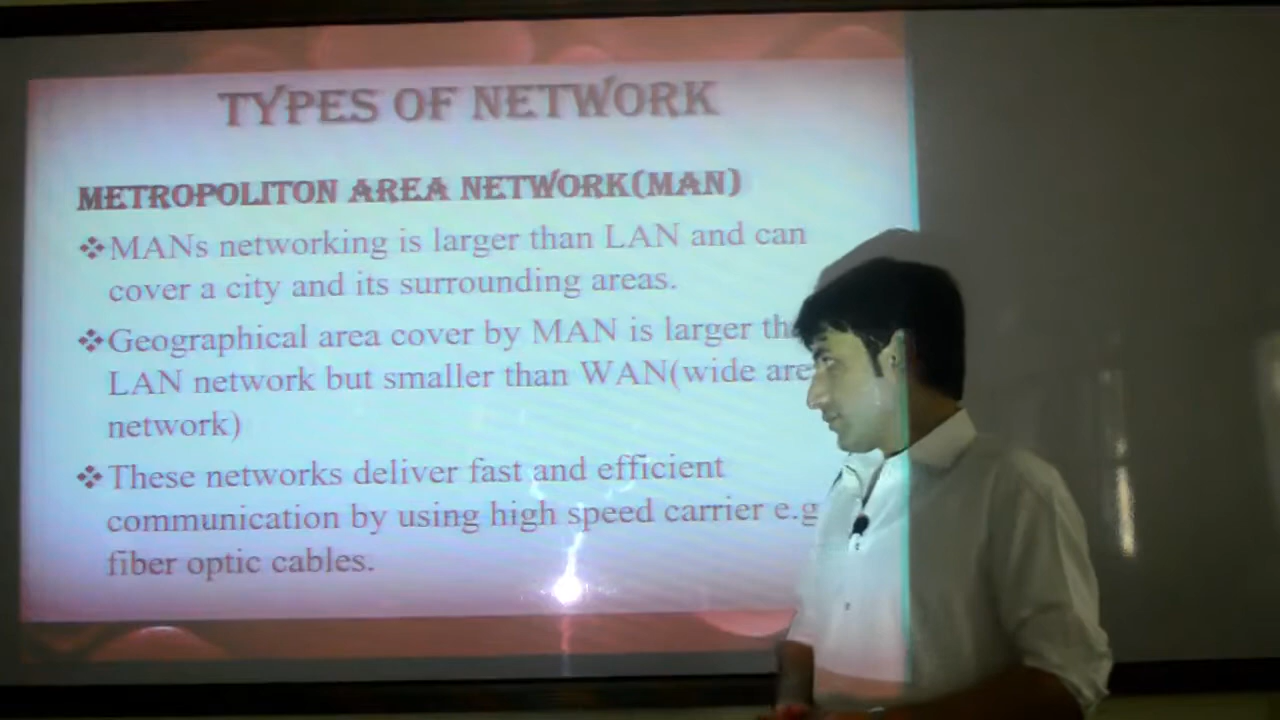 TYPES OF NETWORK
METROPOLITON AREA NETWORK(MAN)
❖MANs networking is larger than LAN and can
cover a city and its surrounding areas.
❖Geographical area cover by MAN is larger
LAN network but smaller than WAN(wide
network)
❖These networks deliver fast and efficient
communication by using high speed carrier e.g
fiber optic cables.